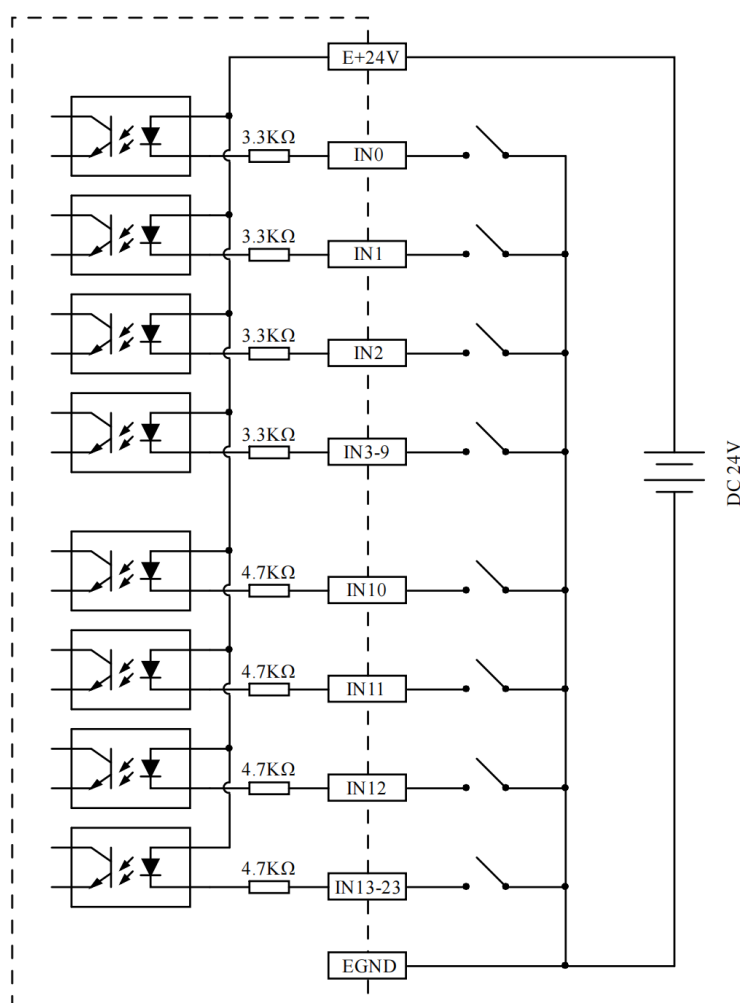 E+24V
3.3KΩ
IN0
3.3KΩ
IN1
3.3KΩ
IN2
3.3KΩ
IN3-9
DC 24V
4.7KΩ
IN10
4.7KΩ
IN11
4.7KΩ
IN12
4.7KΩ
IN13-23
EGND